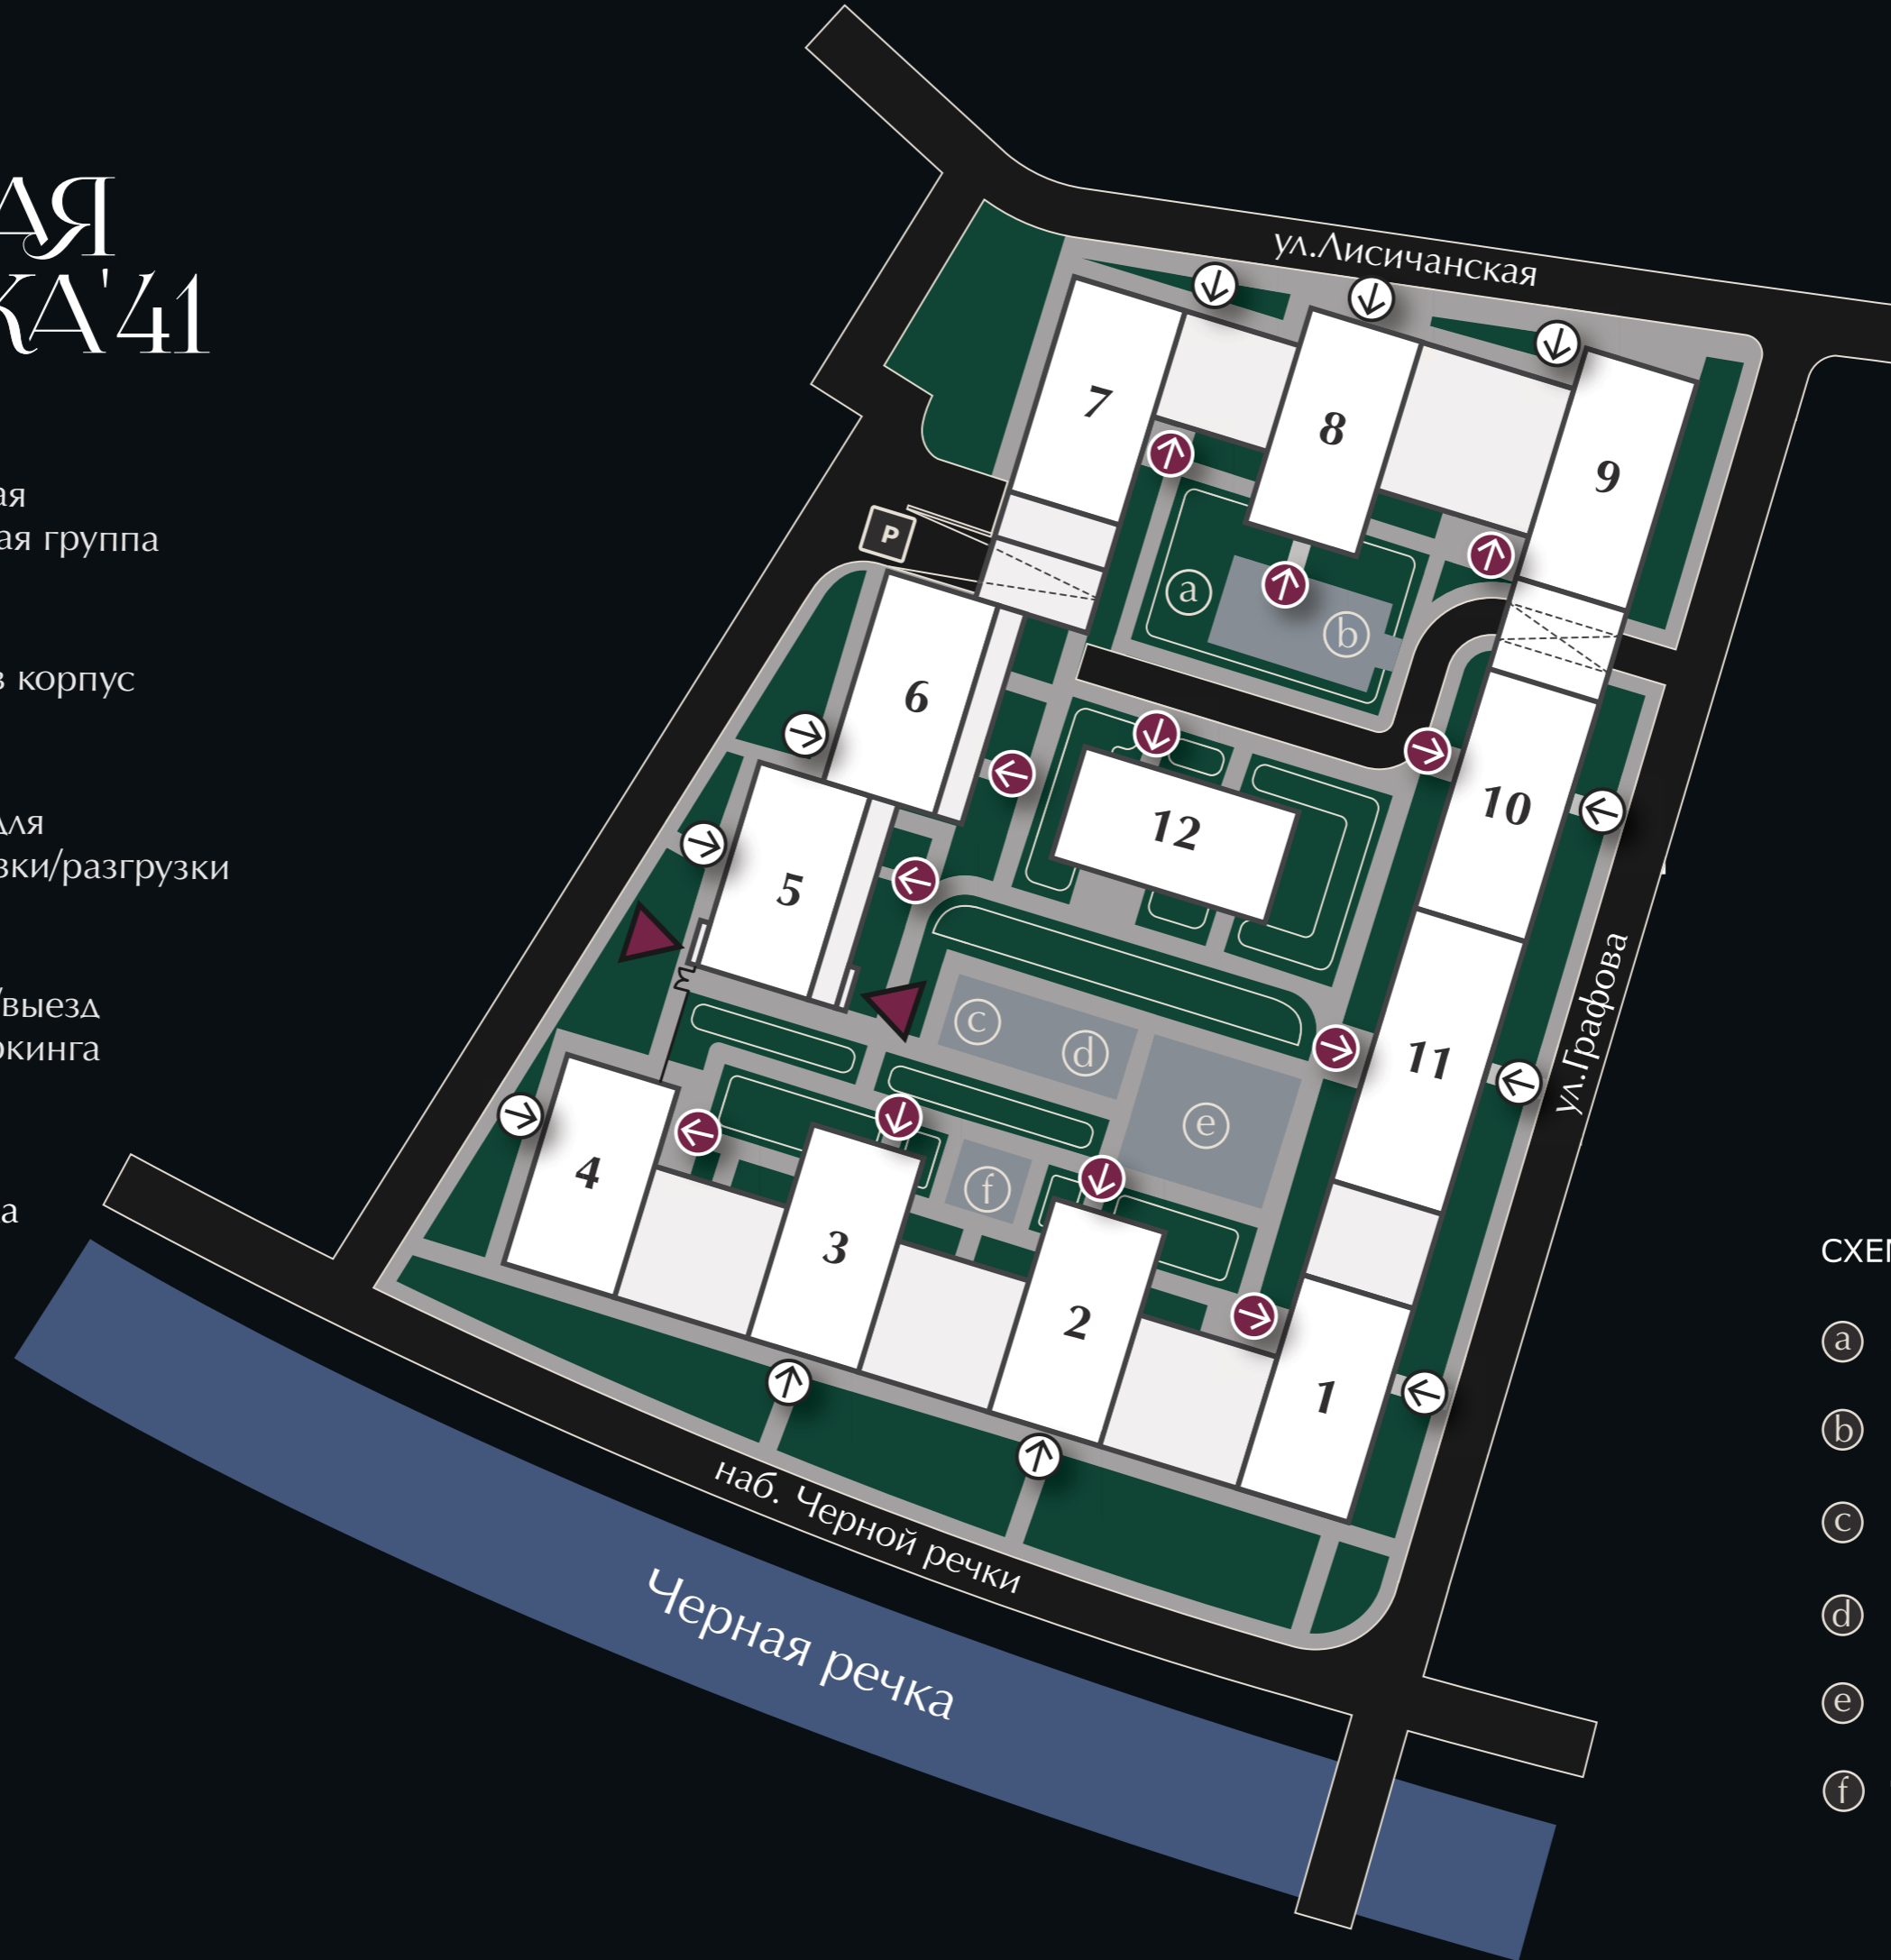 АЯ
КА'41
ая
ая группа
в корпус
для
зки/разгрузки
/выезд
ркинга
а
ул.Лисичанская
7
8
9
P
a
b
6
12
10
5
c
d
11
e
ул.Графова
4
f
3
2
1
наб. Черной речки
Черная речка
СХЕ
a
b
c
d
e
f